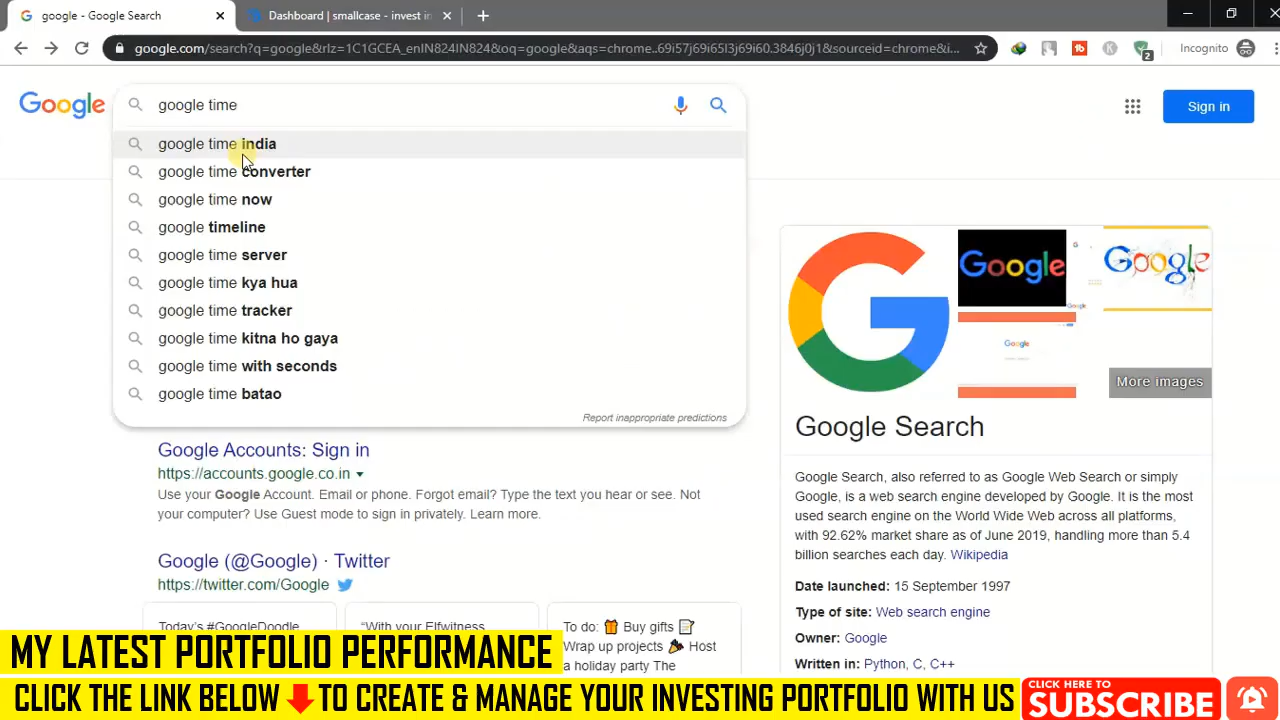 google - Google Search
Dashboard | smallcase - invest in
google.com/search?q=google&rlz=1C1GCEA_enIN824IN824&oq=google&aqs=chrome..69i57j69i65l3j69i60.3846j0j1&sourceid=chrome&i...
2
Incognito
Google
google time
Sign in
google time india
google time converter
google time now
google timeline
google time server
google time kya hua
google time tracker
google time kitna ho gaya
google time with seconds
google time batao
Report inappropriate predictions
Google Accounts: Sign in
https://accounts.google.co.in
Use your Google Account. Email or phone. Forgot email? Type the text you hear or see. Not
your computer? Use Guest mode to sign in privately. Learn more.
Google (@Google) · Twitter
https://twitter.com/Google
Today's #GoogleDoodle
"With your Elfwitness
To do: 🎁 Buy gifts 📝
Wrap up projects 🎉 Host
a holiday party The
Google
Google
Google
More images
Google Search
Google Search, also referred to as Google Web Search or simply
Google, is a web search engine developed by Google. It is the most
used search engine on the World Wide Web across all platforms,
with 92.62% market share as of June 2019, handling more than 5.4
billion searches each day. Wikipedia
Date launched: 15 September 1997
Type of site: Web search engine
Owner: Google
Written in: Python, C, C++
MY LATEST PORTFOLIO PERFORMANCE
CLICK THE LINK BELOW TO CREATE & MANAGE YOUR INVESTING PORTFOLIO WITH US
CLICK HERE TO
SUBSCRIBE